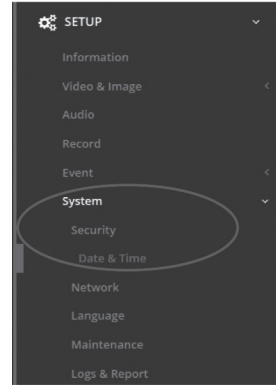 SETUP
Information
Video & Image
Audio
Record
Event
System
Security
Date & Time
Network
Language
Maintenance
Logs & Report